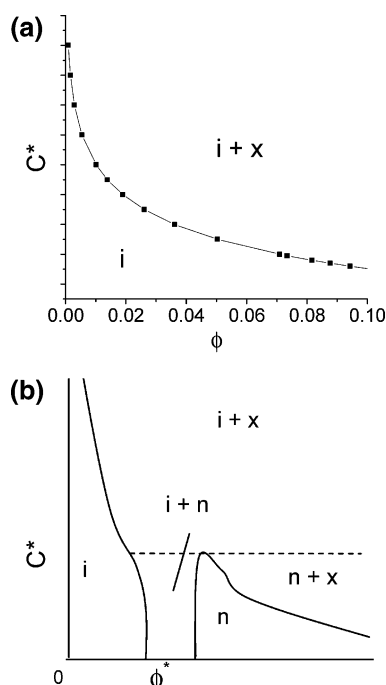 (a)
C*
i + x
i
0.00 0.02 0.04 0.06 0.08 0.10
ϕ
(b)
i + x
i + n
C*
i
n + x
n
0
ϕ*